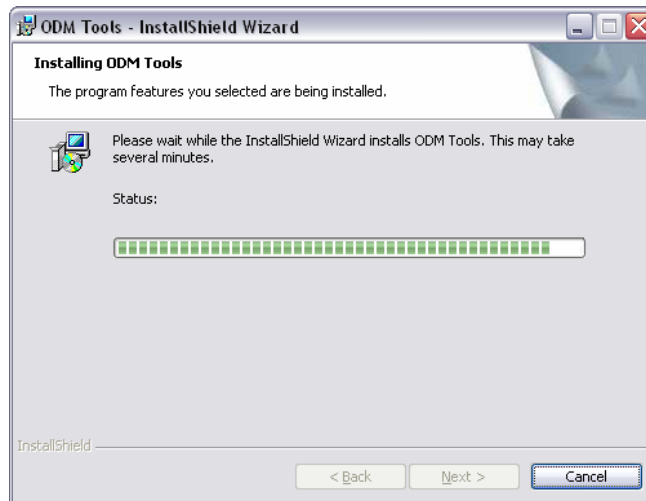 ODM Tools - InstallShield Wizard
Installing ODM Tools
The program features you selected are being installed.
Please wait while the InstallShield Wizard installs ODM Tools. This may take
several minutes.
Status:
InstallShield
< Back
Next >
Cancel